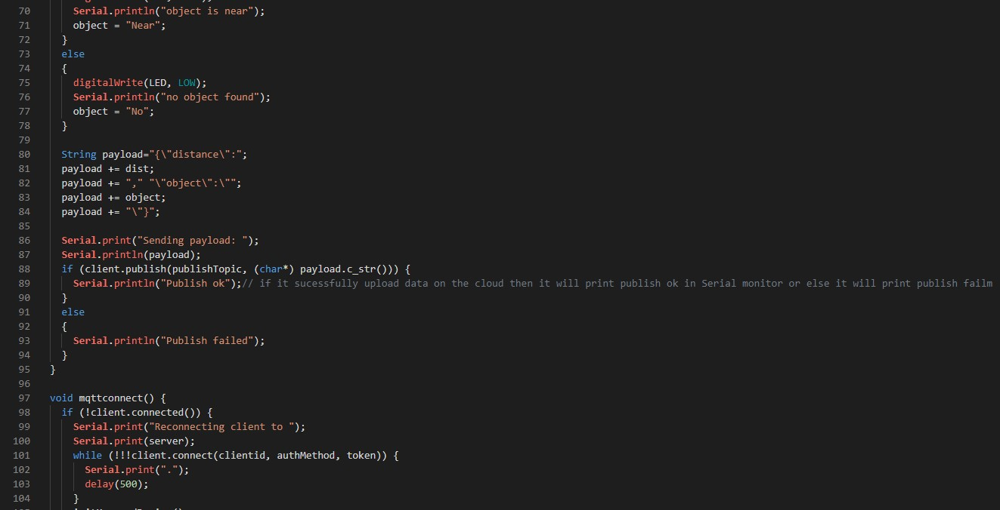 70 Serial.println("object is near");
71 object = "Near";
72 }
73 else
74 {
75 digitalWrite(LED, LOW);
76 Serial.println("no object found");
77 object = "No";
78 }
79
80 String payload="{\"distance\":";
81 payload += dist;
82 payload += "," "\"object\":\"";
83 payload += object;
84 payload += "\"}";
85
86 Serial.print("Sending payload: ");
87 Serial.println(payload);
88 if (client.publish(publishTopic, (char*) payload.c_str())) {
89 Serial.println("Publish ok");// if it sucessfully upload data on the cloud then it will print publish ok in Serial monitor or else it will print publish failm
90 }
91 else
92 {
93 Serial.println("Publish failed");
94 }
95 }
96
97 void mqttconnect() {
98 if (!client.connected()) {
99 Serial.print("Reconnecting client to ");
100 Serial.print(server);
101 while (!!!client.connect(clientid, authMethod, token)) {
102 Serial.print(".");
103 delay(500);
104 }